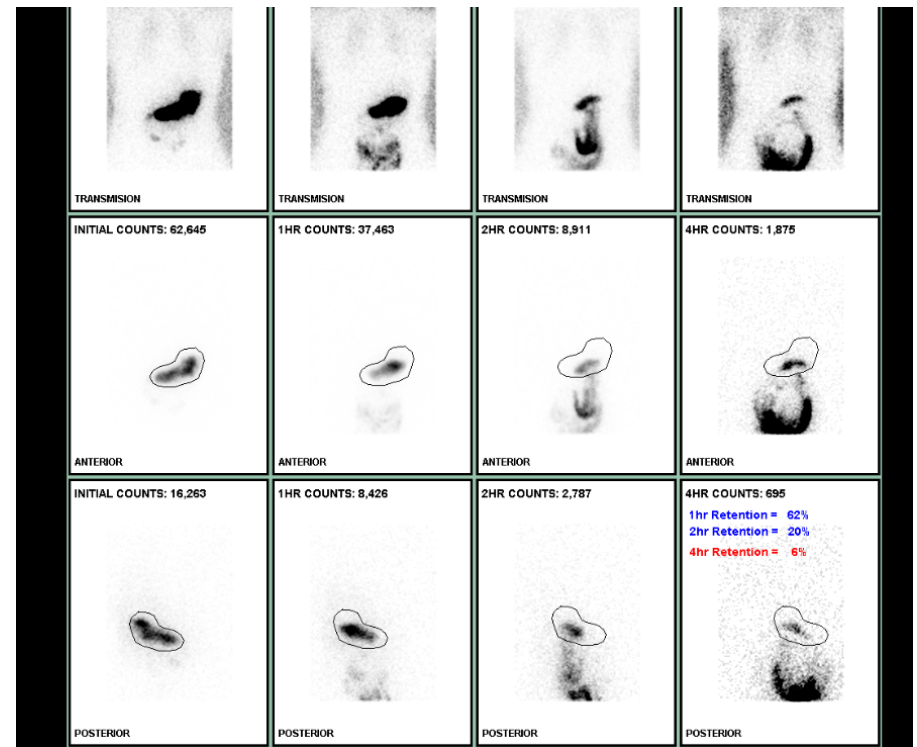 TRANSMISION
TRANSMISION
TRANSMISION
TRANSMISION
INITIAL COUNTS: 62,645
1HR COUNTS: 37,463
2HR COUNTS: 8,911
4HR COUNTS: 1,875
ANTERIOR
ANTERIOR
ANTERIOR
ANTERIOR
INITIAL COUNTS: 16,263
1HR COUNTS: 8,426
2HR COUNTS: 2,787
4HR COUNTS: 695
1hr Retention = 62%
2hr Retention = 20%
4hr Retention = 6%
POSTERIOR
POSTERIOR
POSTERIOR
POSTERIOR